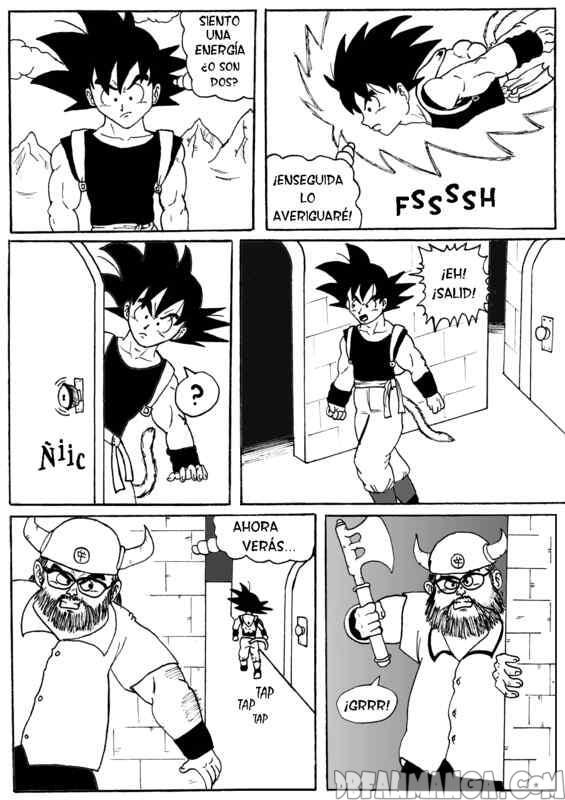 SIENTO
UNA
ENERGÍA
¿O SON
DOS?
¡ENSEGUIDA
LO
AVERIGUARÉ!
FSSSSH
?
Ñiic
¡EH!
¡SALID!
AHORA
VERÁS...
TAP
TAP
TAP
¡GRRR!
DBFANMANGA.COM